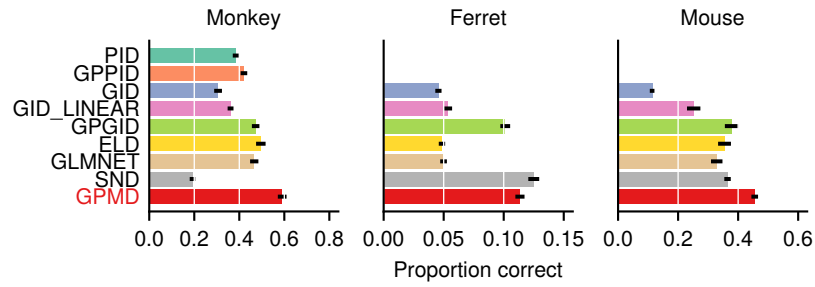 Monkey Ferret Mouse
PID
GPPID
GID
GID_LINEAR
GPGID
ELD
GLMNET
SND
GPMD
0.0 0.2 0.4 0.6 0.8 0.00 0.05 0.10 0.15 0.0 0.2 0.4 0.6
Proportion correct